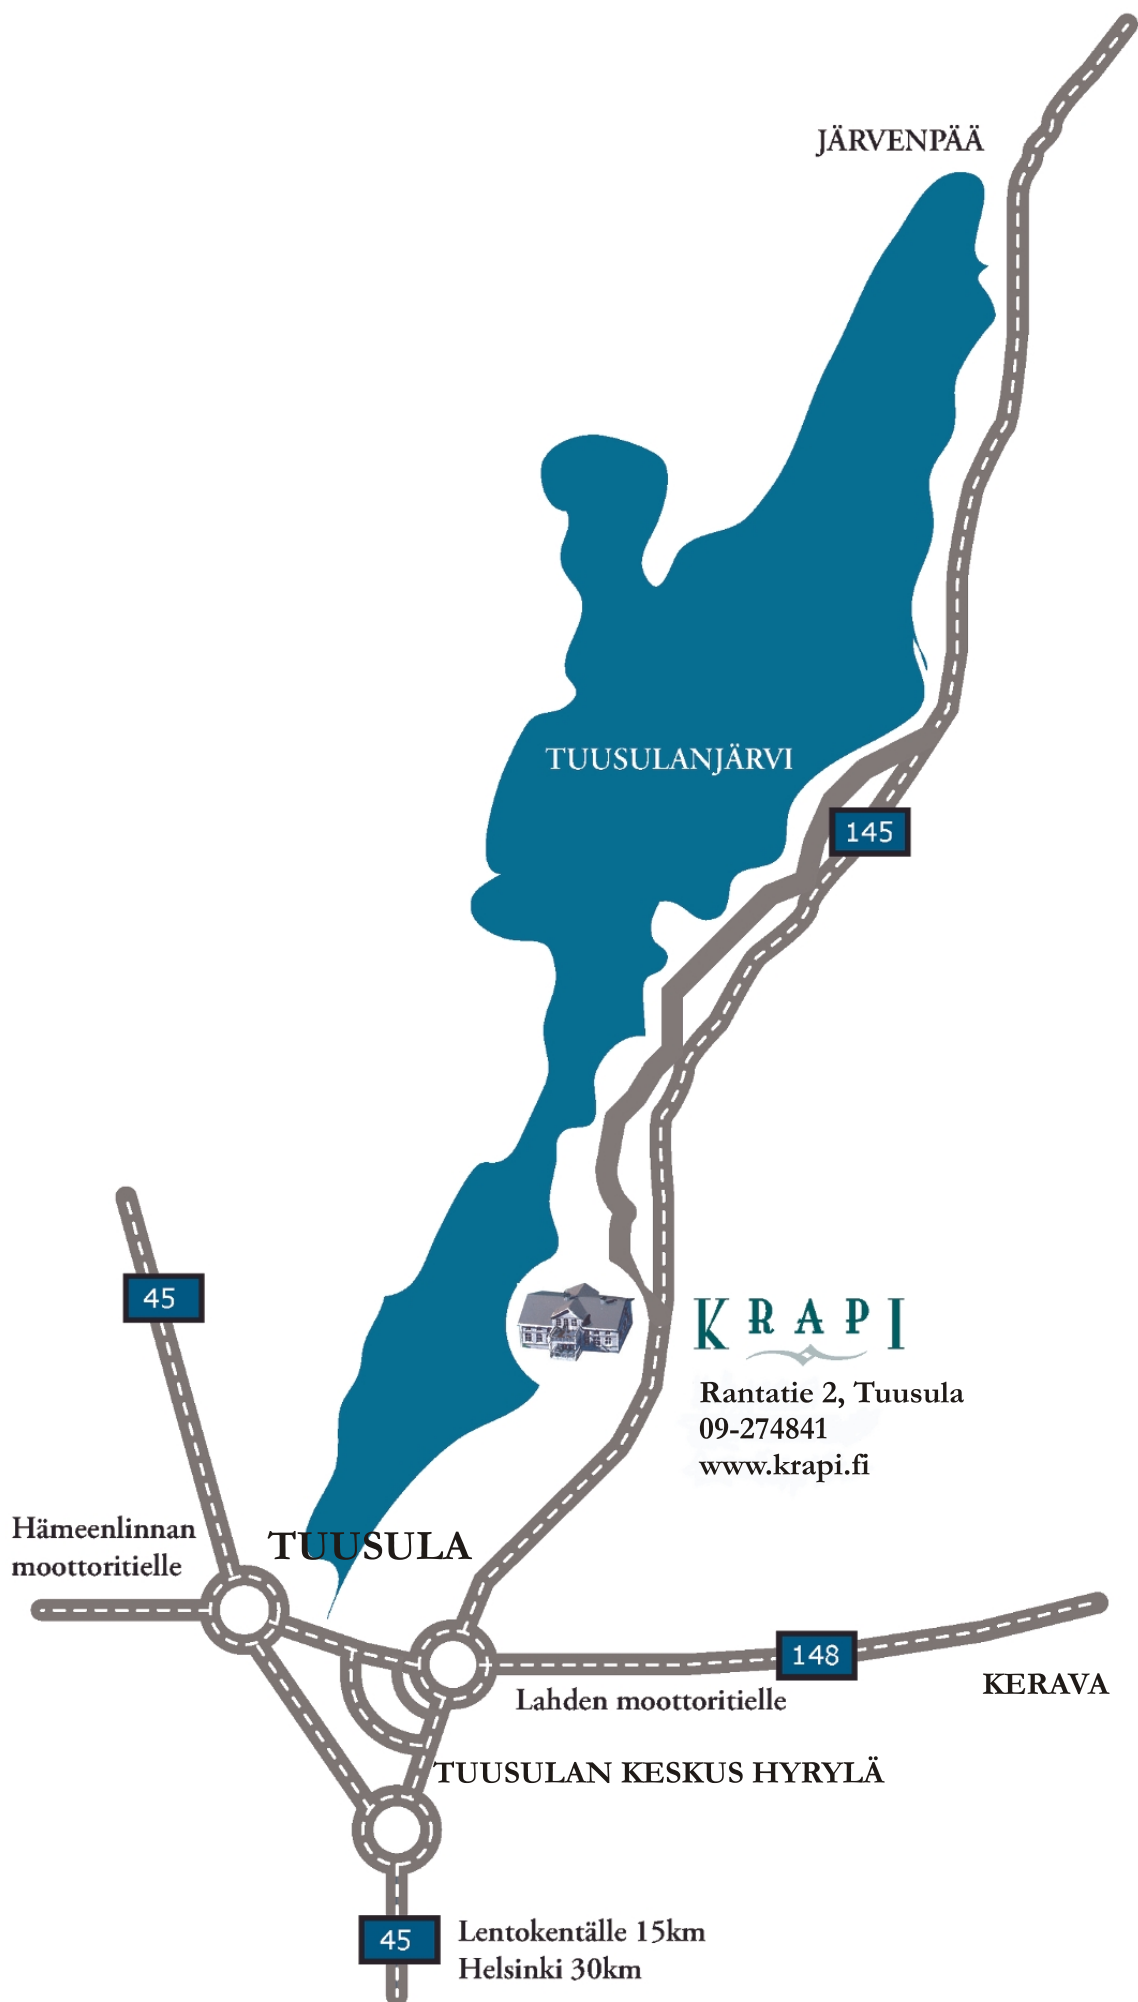 JÄRVENPÄÄ
TUUSULANJÄRVI
145
45
KRAPI
Rantatie 2, Tuusula
09-274841
www.krapi.fi
Hämeenlinnan
moottoritielle
TUUSULA
148
KERAVA
Lahden moottoritielle
TUUSULAN KESKUS HYRYLÄ
45
Lentokentälle 15km
Helsinki 30km